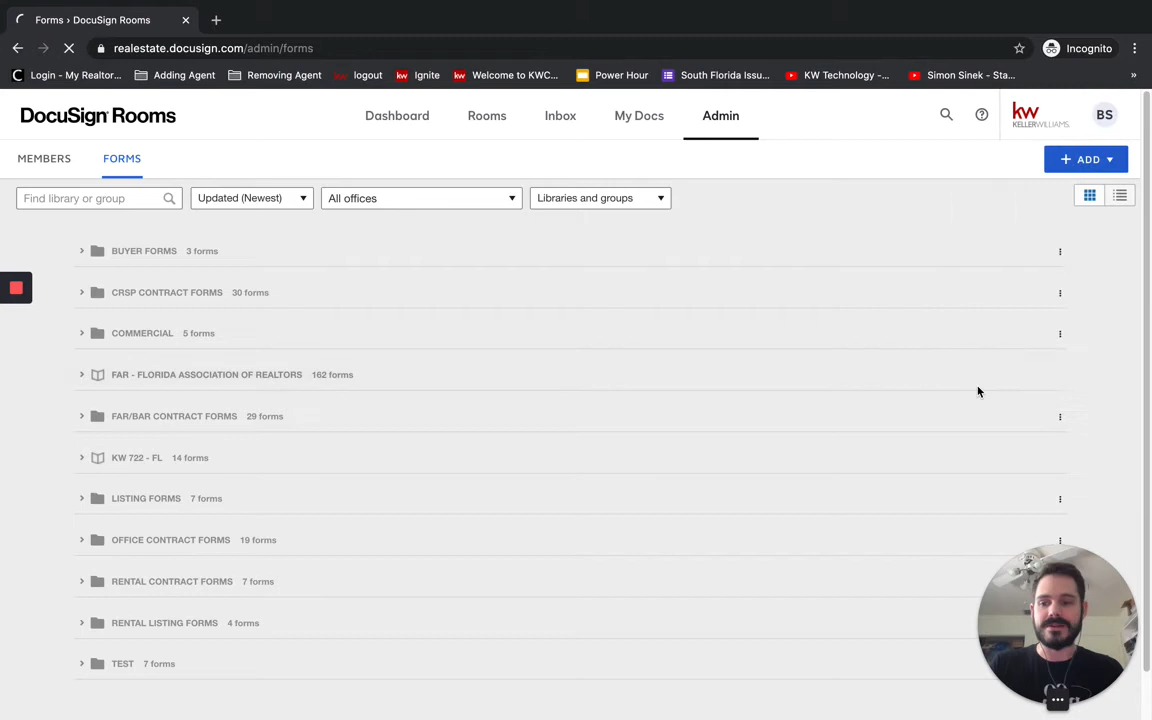 Forms › DocuSign Rooms
realestate.docusign.com/admin/forms
Incognito
Login - My Realtor...
Adding Agent
Removing Agent
logout
Ignite
Welcome to KWC...
Power Hour
South Florida Issu...
KW Technology -...
Simon Sinek - Sta...
»
DocuSign Rooms
Dashboard
Rooms
Inbox
My Docs
Admin
kw
KELLERWILLIAMS.
BS
MEMBERS
FORMS
+ ADD
Find library or group
Updated (Newest)
All offices
Libraries and groups
BUYER FORMS 3 forms
CRSP CONTRACT FORMS 30 forms
COMMERCIAL 5 forms
FAR - FLORIDA ASSOCIATION OF REALTORS 162 forms
FAR/BAR CONTRACT FORMS 29 forms
KW 722 - FL 14 forms
LISTING FORMS 7 forms
OFFICE CONTRACT FORMS 19 forms
RENTAL CONTRACT FORMS 7 forms
RENTAL LISTING FORMS 4 forms
TEST 7 forms